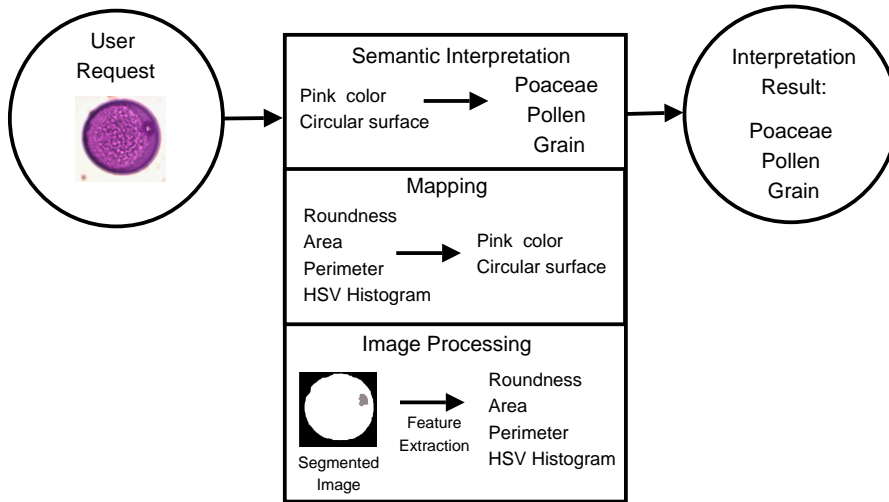 User
Request
Semantic Interpretation
Pink color
Circular surface
Poaceae
Pollen
Grain
Mapping
Roundness
Area
Perimeter
HSV Histogram
Pink color
Circular surface
Image Processing
Segmented
Image
Feature
Extraction
Roundness
Area
Perimeter
HSV Histogram
Interpretation
Result:
Poaceae
Pollen
Grain